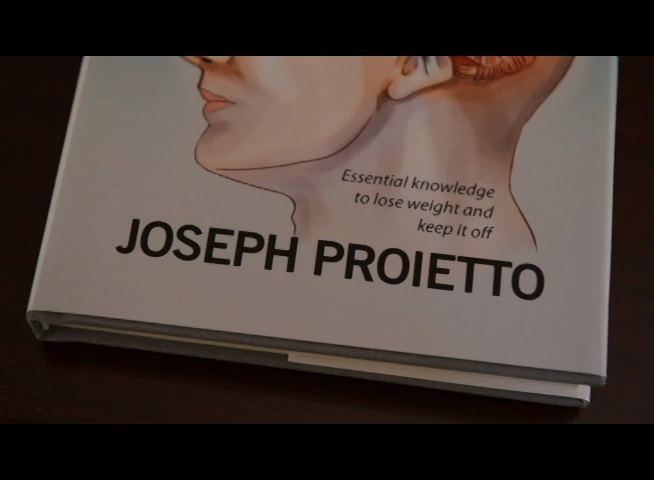 Essential knowledge
to lose weight and
keep it off
JOSEPH PROIETTO